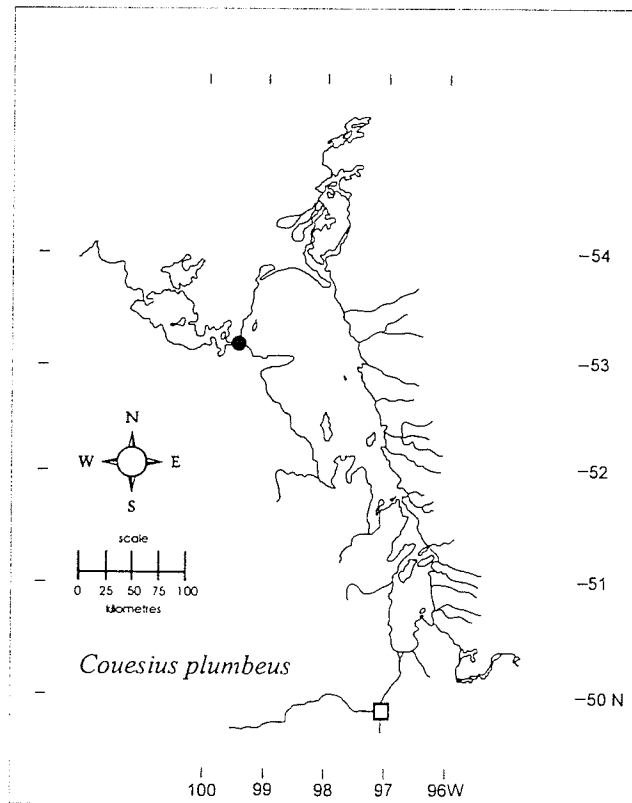 –54
–53
N
W E
S
–52
scale
0 25 50 75 100
kilometres
–51
Couesius plumbeus
–50 N
100 99 98 97 96W